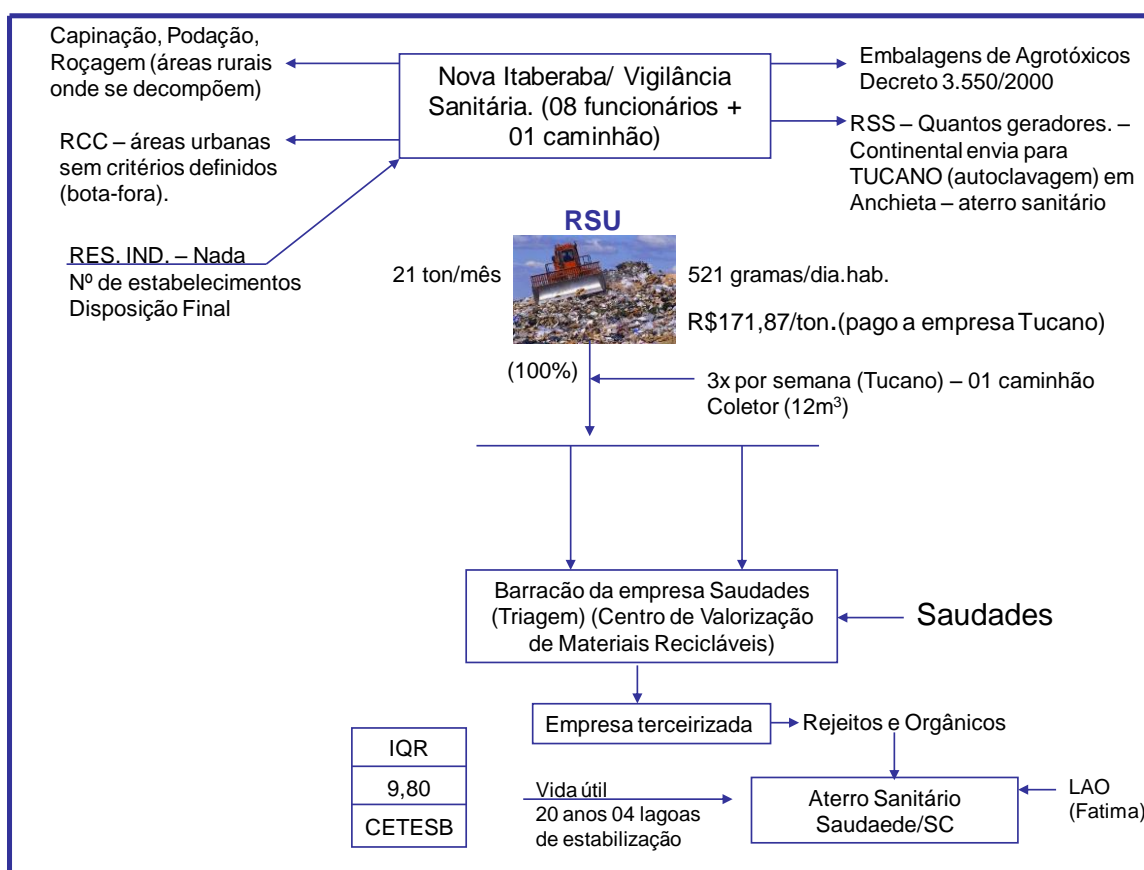 Capinação, Podação,
Roçagem (áreas rurais
onde se decompõem)
Nova Itaberaba/ Vigilância
Sanitária. (08 funcionários +
01 caminhão)
Embalagens de Agrotóxicos
Decreto 3.550/2000
RCC – áreas urbanas
sem critérios definidos
(bota-fora).
RSS – Quantos geradores. –
Continental envia para
TUCANO (autoclavagem) em
Anchieta – aterro sanitário
RES. IND. – Nada
Nº de estabelecimentos
Disposição Final
RSU
21 ton/mês
521 gramas/dia.hab.
R$171,87/ton.(pago a empresa Tucano)
(100%)
3x por semana (Tucano) – 01 caminhão
Coletor (12m³)
Barracão da empresa Saudades
(Triagem) (Centro de Valorização
de Materiais Recicláveis)
Saudades
Empresa terceirizada
Rejeitos e Orgânicos
IQR
9,80
CETESB
Vida útil
20 anos 04 lagoas
de estabilização
Aterro Sanitário
Saudaede/SC
LAO
(Fatima)